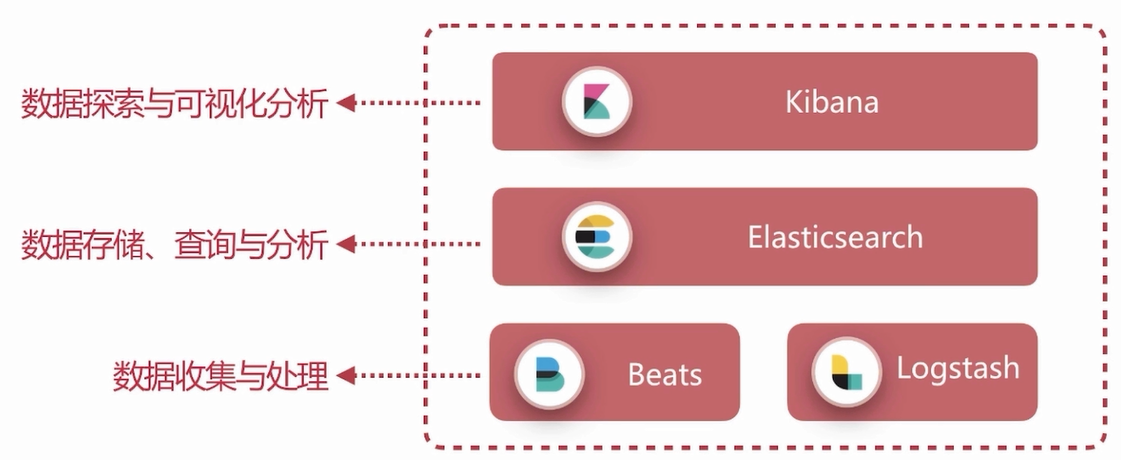 数据探索与可视化分析
Kibana
数据存储、查询与分析
Elasticsearch
数据收集与处理
Beats
Logstash